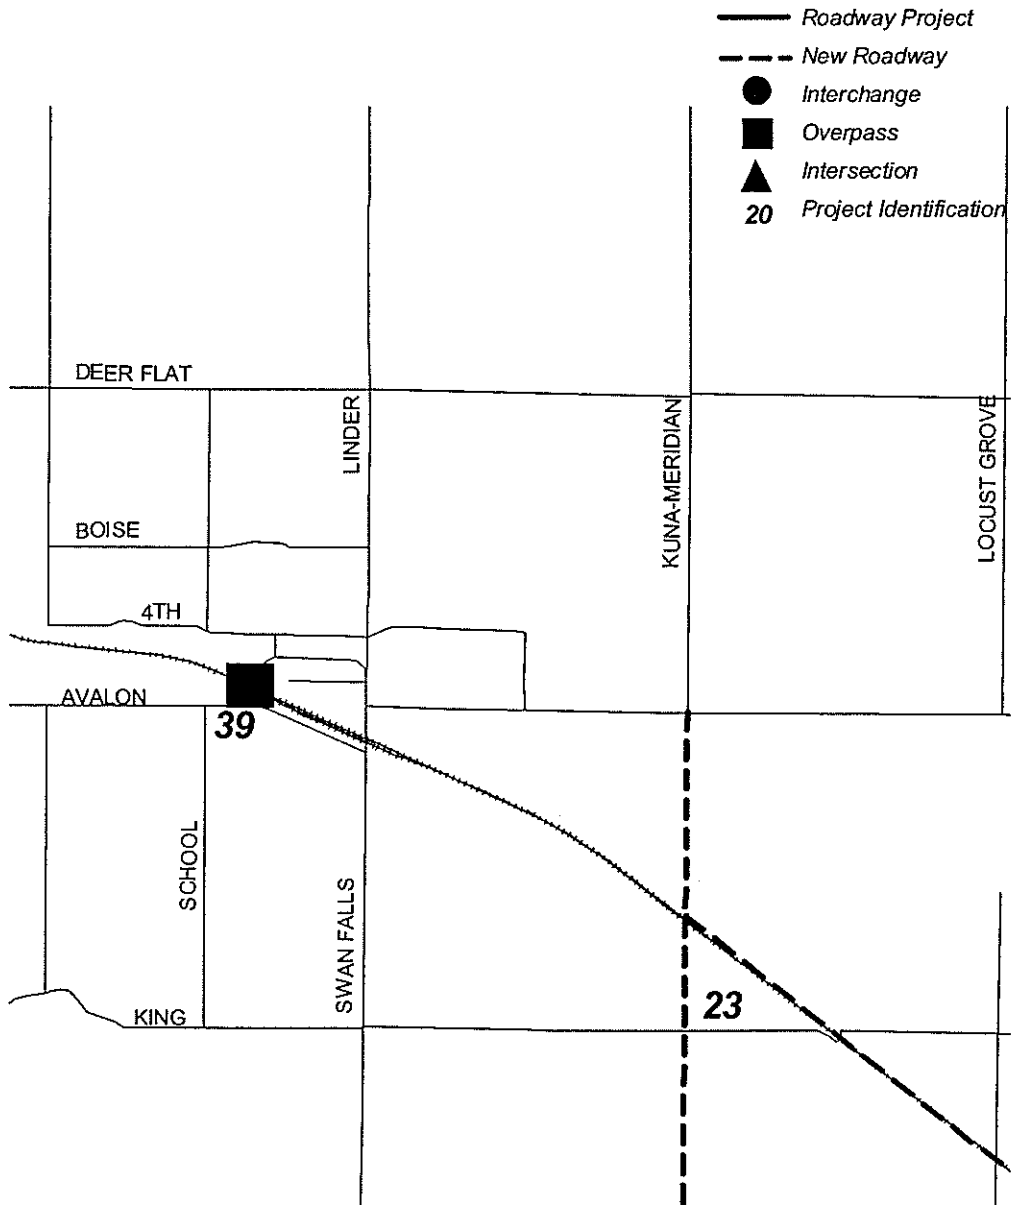 Roadway Project
New Roadway
Interchange
Overpass
Intersection
20 Project Identification
DEER FLAT
LINDER
KUNA-MERIDIAN
LOCUST GROVE
BOISE
4TH
AVALON
39
SCHOOL
SWAN FALLS
23
KING